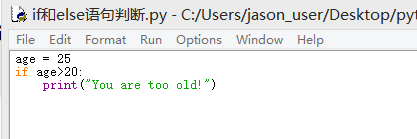 if和else语句判断.py - C:/Users/jason_user/Desktop/pyt
File Edit Format Run Options Window Help
age = 25
if age>20:
    print("You are too old!")